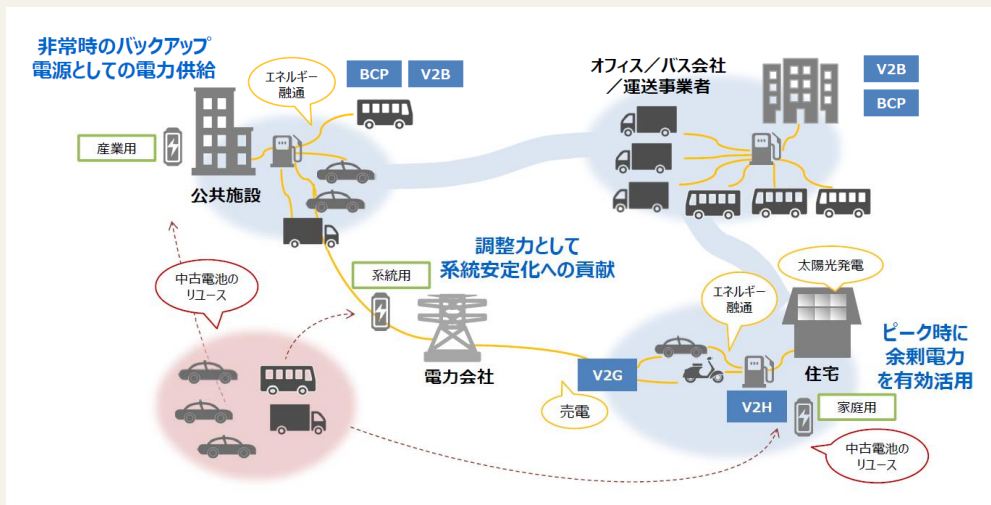 非常時のバックアップ
電源としての電力供給
エネルギー
融通
BCP
V2B
産業用
公共施設
オフィス／バス会社
／運送事業者
V2B
BCP
中古電池の
リユース
系統用
調整力として
系統安定化への貢献
電力会社
太陽光発電
エネルギー
融通
ピーク時に
余剰電力
を有効活用
V2G
売電
住宅
V2H
家庭用
中古電池の
リユース